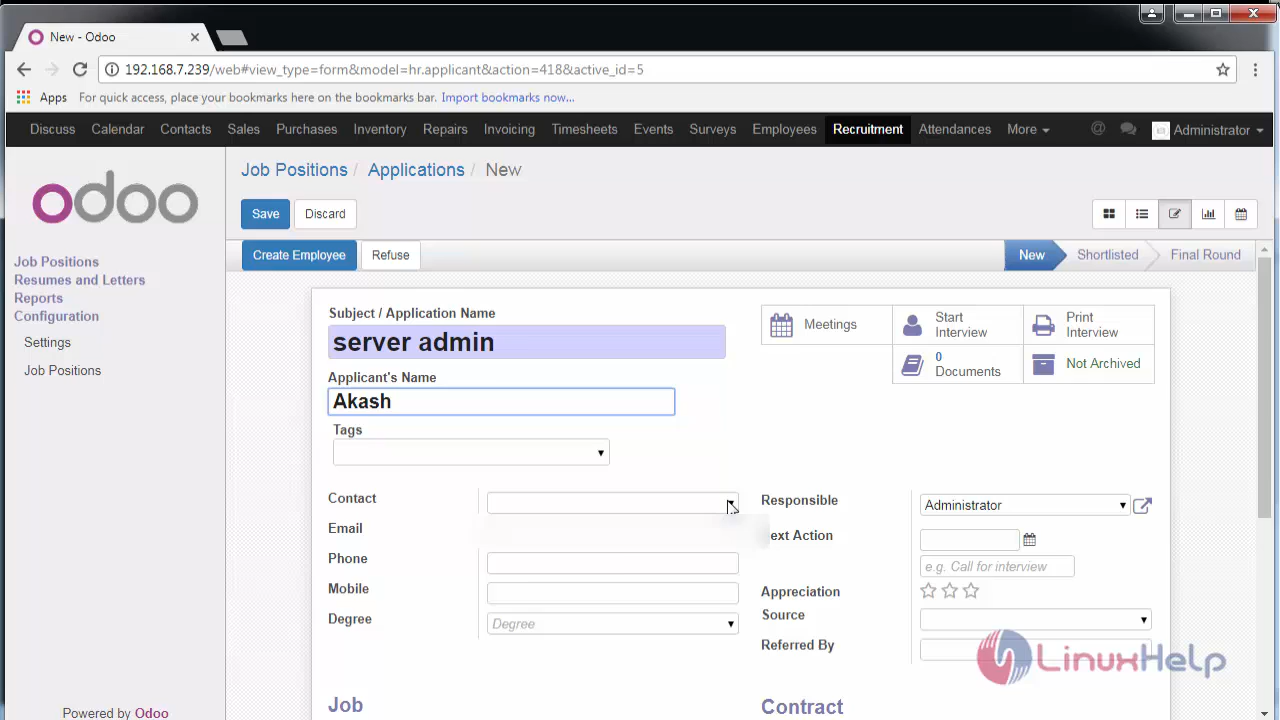 New - Odoo
192.168.7.239/web#view_type=form&model=hr.applicant&action=418&active_id=5
Apps For quick access, place your bookmarks here on the bookmarks bar. Import bookmarks now...
Discuss Calendar Contacts Sales Purchases Inventory Repairs Invoicing Timesheets Events Surveys Employees Recruitment Attendances More @ Administrator
odoo
Job Positions / Applications / New
Save Discard
Job Positions
Resumes and Letters
Reports
Configuration
Settings
Job Positions
Create Employee Refuse New Shortlisted Final Round
Subject / Application Name
server admin
Applicant's Name
Akash
Tags
Meetings
Start Interview
Print Interview
0 Documents
Not Archived
Contact
Email
Phone
Mobile
Degree Degree
Responsible Administrator
ext Action
e.g. Call for interview
Appreciation
Source
Referred By
LinuxHelp
Job
Contract
Powered by Odoo